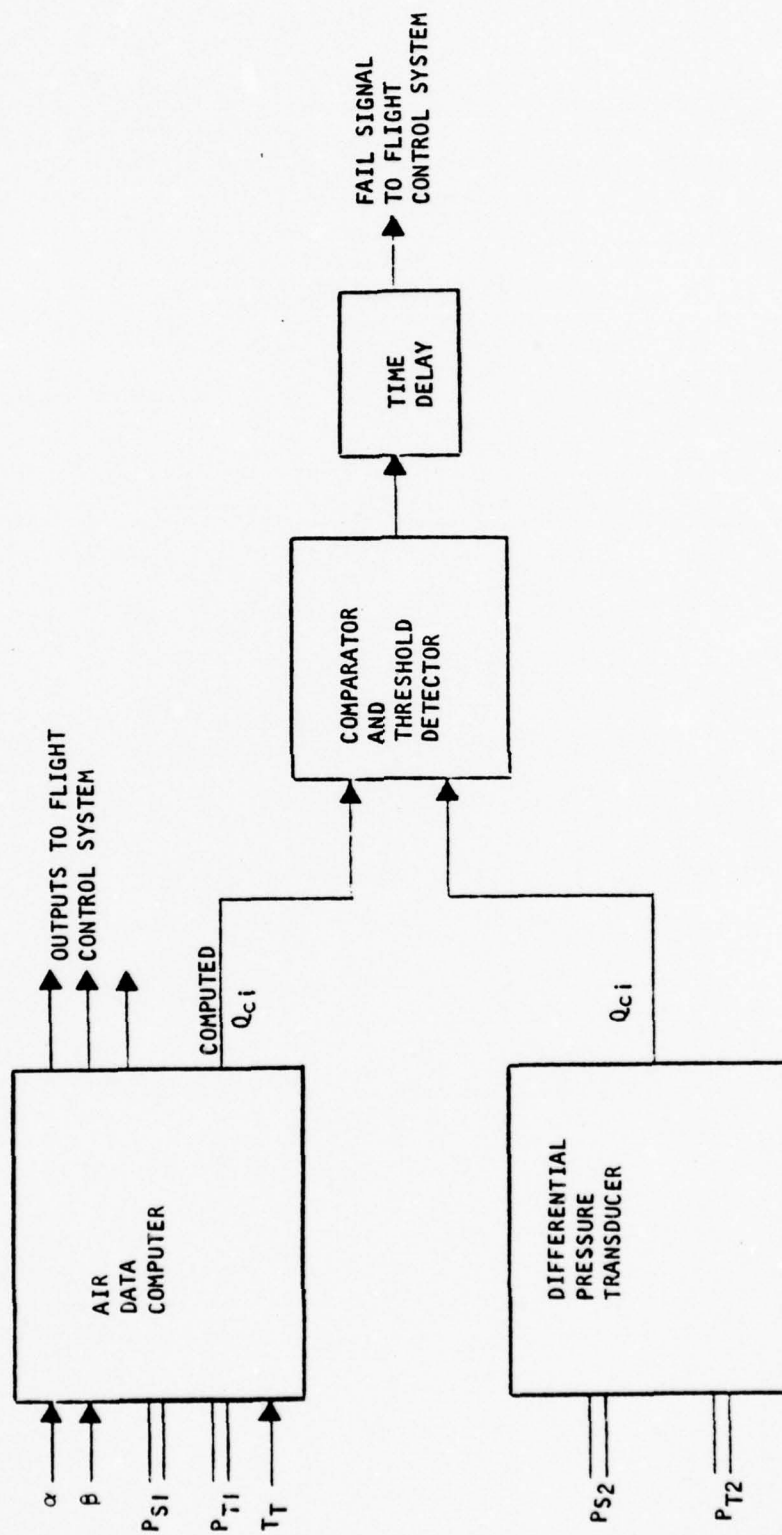 α
β
PS1
PT1
TT
AIR
DATA
COMPUTER
OUTPUTS TO FLIGHT
CONTROL SYSTEM
COMPUTED
Qci
PS2
PT2
DIFFERENTIAL
PRESSURE
TRANSDUCER
Qci
COMPARATOR
AND
THRESHOLD
DETECTOR
TIME
DELAY
FAIL SIGNAL
TO FLIGHT
CONTROL SYSTEM